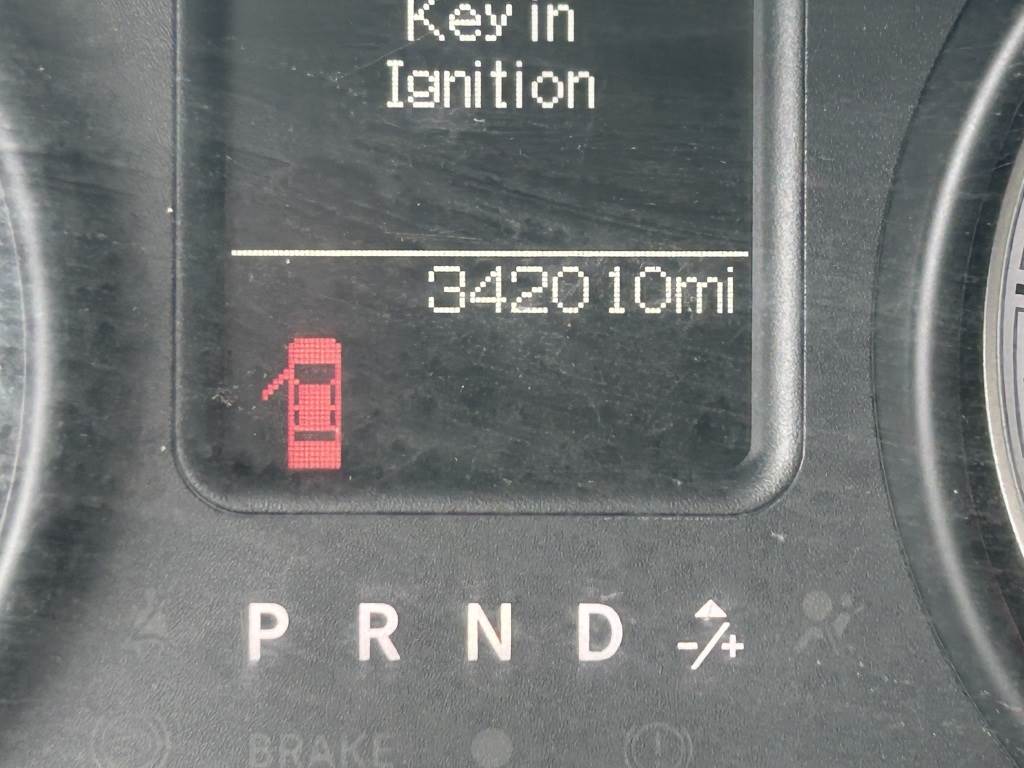 Key in
Ignition
342010mi
P R N D -/+
BRAKE